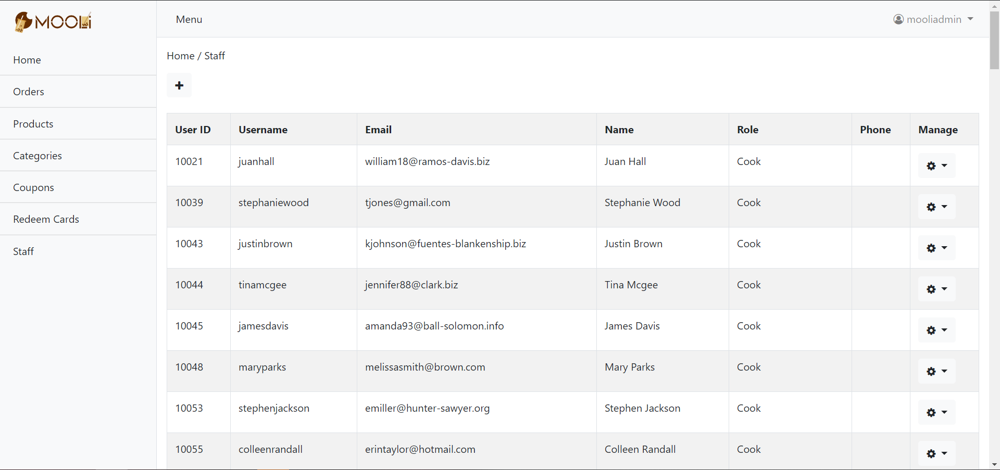 MOOLi
Menu
mooliadmin
Home
Orders
Products
Categories
Coupons
Redeem Cards
Staff
Home / Staff
User ID Username Email Name Role Phone Manage
10021 juanhall william18@ramos-davis.biz Juan Hall Cook
10039 stephaniewood tjones@gmail.com Stephanie Wood Cook
10043 justinbrown kjohnson@fuentes-blankenship.biz Justin Brown Cook
10044 tinamcgee jennifer88@clark.biz Tina Mcgee Cook
10045 jamesdavis amanda93@ball-solomon.info James Davis Cook
10048 maryparks melissasmith@brown.com Mary Parks Cook
10053 stephenjackson emiller@hunter-sawyer.org Stephen Jackson Cook
10055 colleenrandall erintaylor@hotmail.com Colleen Randall Cook